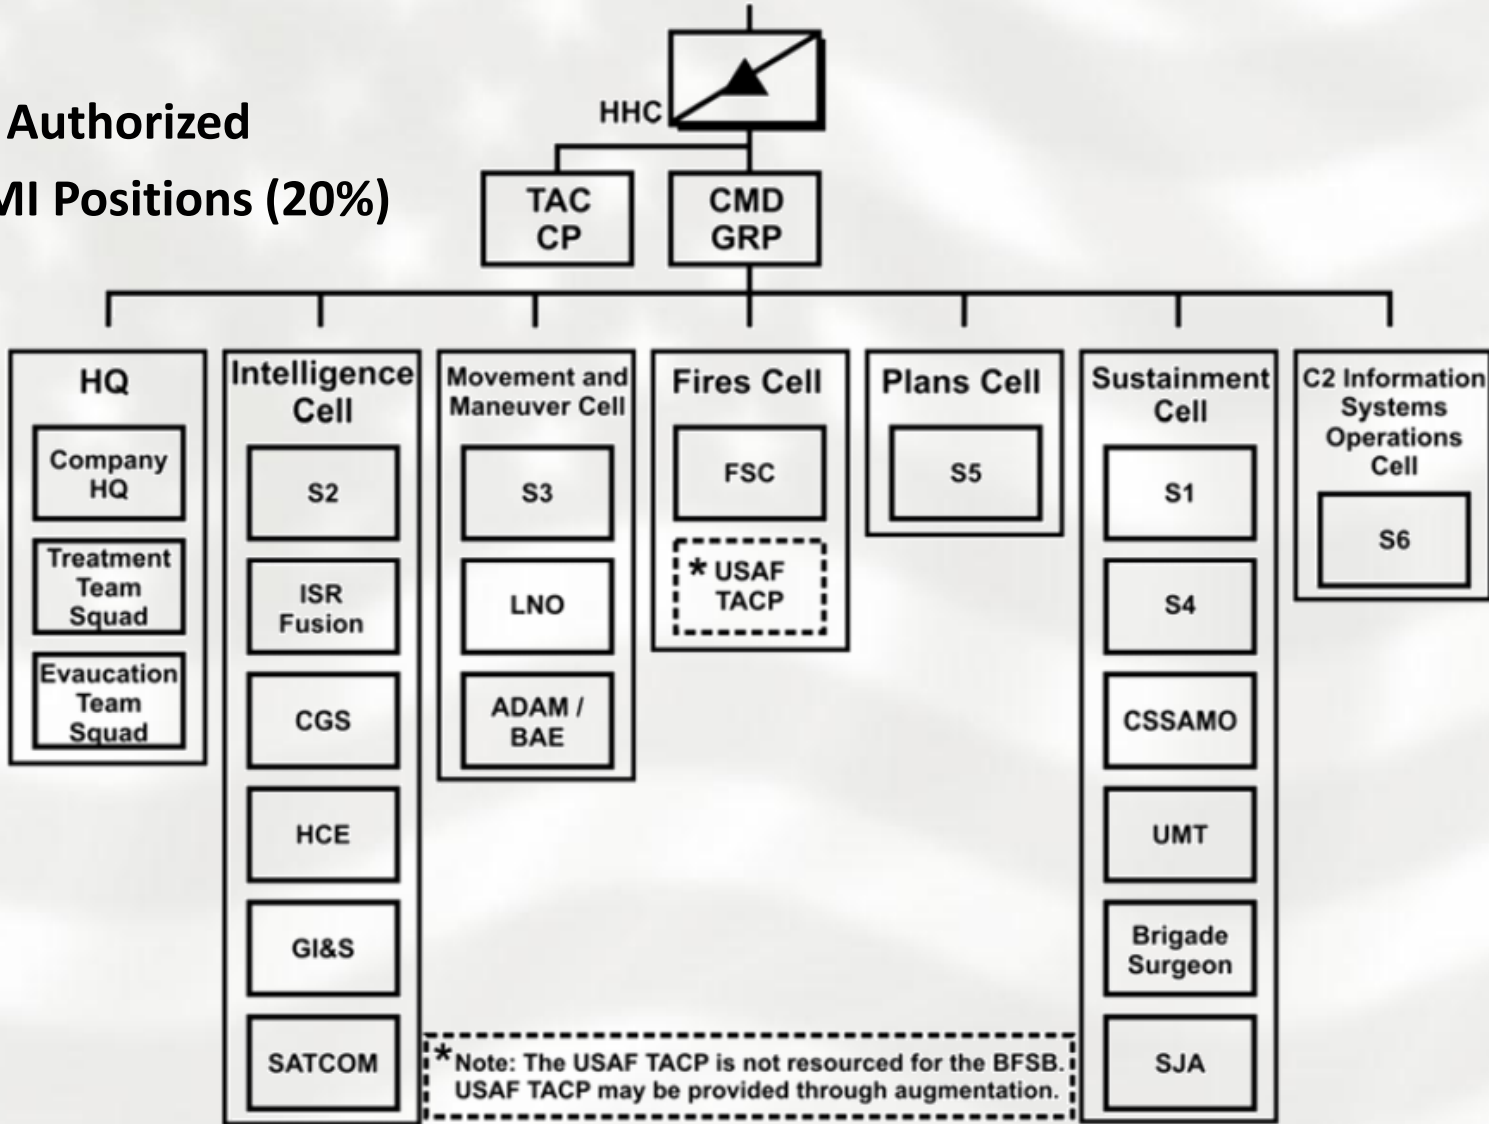 Authorized
MI Positions (20%)
HHC
TAC
CP
CMD
GRP
HQ
Company
HQ
Treatment
Team
Squad
Evaucation
Team
Squad
Intelligence
Cell
S2
ISR
Fusion
CGS
HCE
GI&S
SATCOM
Movement and
Maneuver Cell
S3
LNO
ADAM /
BAE
Fires Cell
FSC
* USAF
TACP
Plans Cell
S5
Sustainment
Cell
S1
S4
CSSAMO
UMT
Brigade
Surgeon
SJA
C2 Information
Systems
Operations
Cell
S6
* Note: The USAF TACP is not resourced for the BFSB.
USAF TACP may be provided through augmentation.